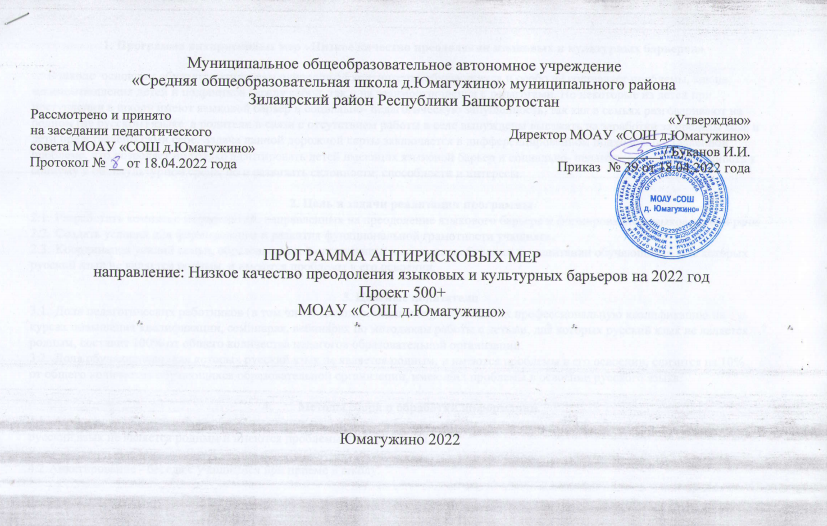 Муниципальное общеобразовательное автономное учреждение
«Средняя общеобразовательная школа д.Юмагужино» муниципального района
Зилаирский район Республики Башкортостан
Рассмотрено и принято
на заседании педагогического
совета МОАУ «СОШ д.Юмагужино»
Протокол № 8 от 18.04.2022 года
«Утверждаю»
Директор МОАУ «СОШ д.Юмагужино»
/Буканов И.И.
Приказ № 39 от 18.04.2022 года
МОАУ «СОШ
д. Юмагужино»
ПРОГРАММА АНТИРИСКОВЫХ МЕР
направление: Низкое качество преодоления языковых и культурных барьеров на 2022 год
Проект 500+
МОАУ «СОШ д.Юмагужино»
Юмагужино 2022